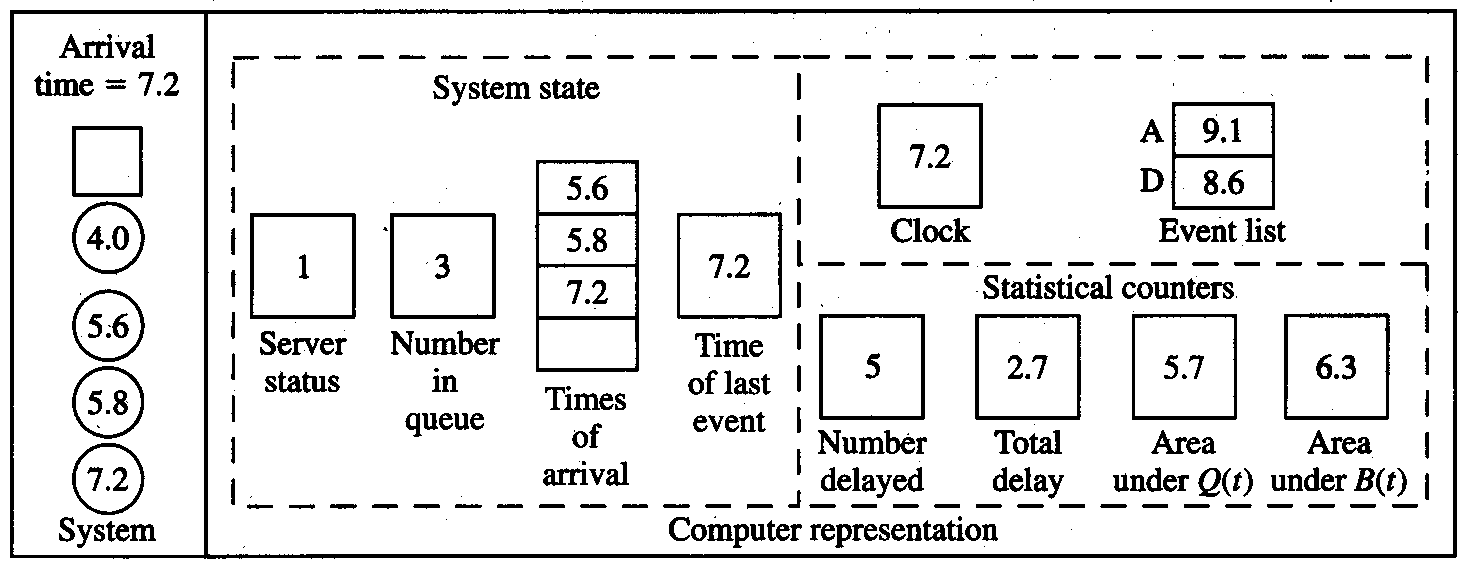 Arrival
time = 7.2
4.0
5.6
5.8
7.2
System
System state
1
Server
status
3
Number
in
queue
5.6
5.8
7.2
Times
of
arrival
7.2
Time
of last
event
7.2
Clock
A 9.1
D 8.6
Event list
Statistical counters
5
Number
delayed
2.7
Total
delay
5.7
Area
under Q(t)
6.3
Area
under B(t)
Computer representation